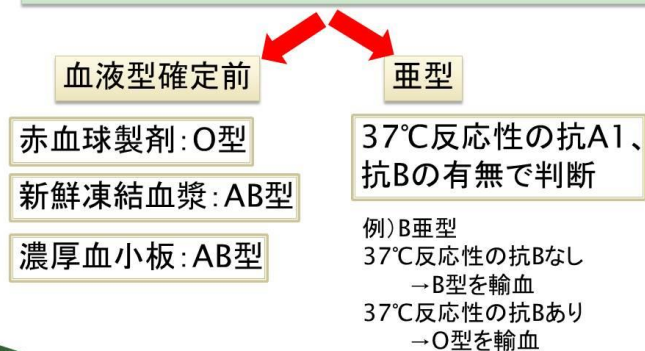 血液型確定前
赤血球製剤:O型
新鮮凍結血漿:AB型
濃厚血小板:AB型
亜型
37℃反応性の抗A1、
抗Bの有無で判断
例)B亜型
37℃反応性の抗Bなし
→B型を輸血
37℃反応性の抗Bあり
→O型を輸血